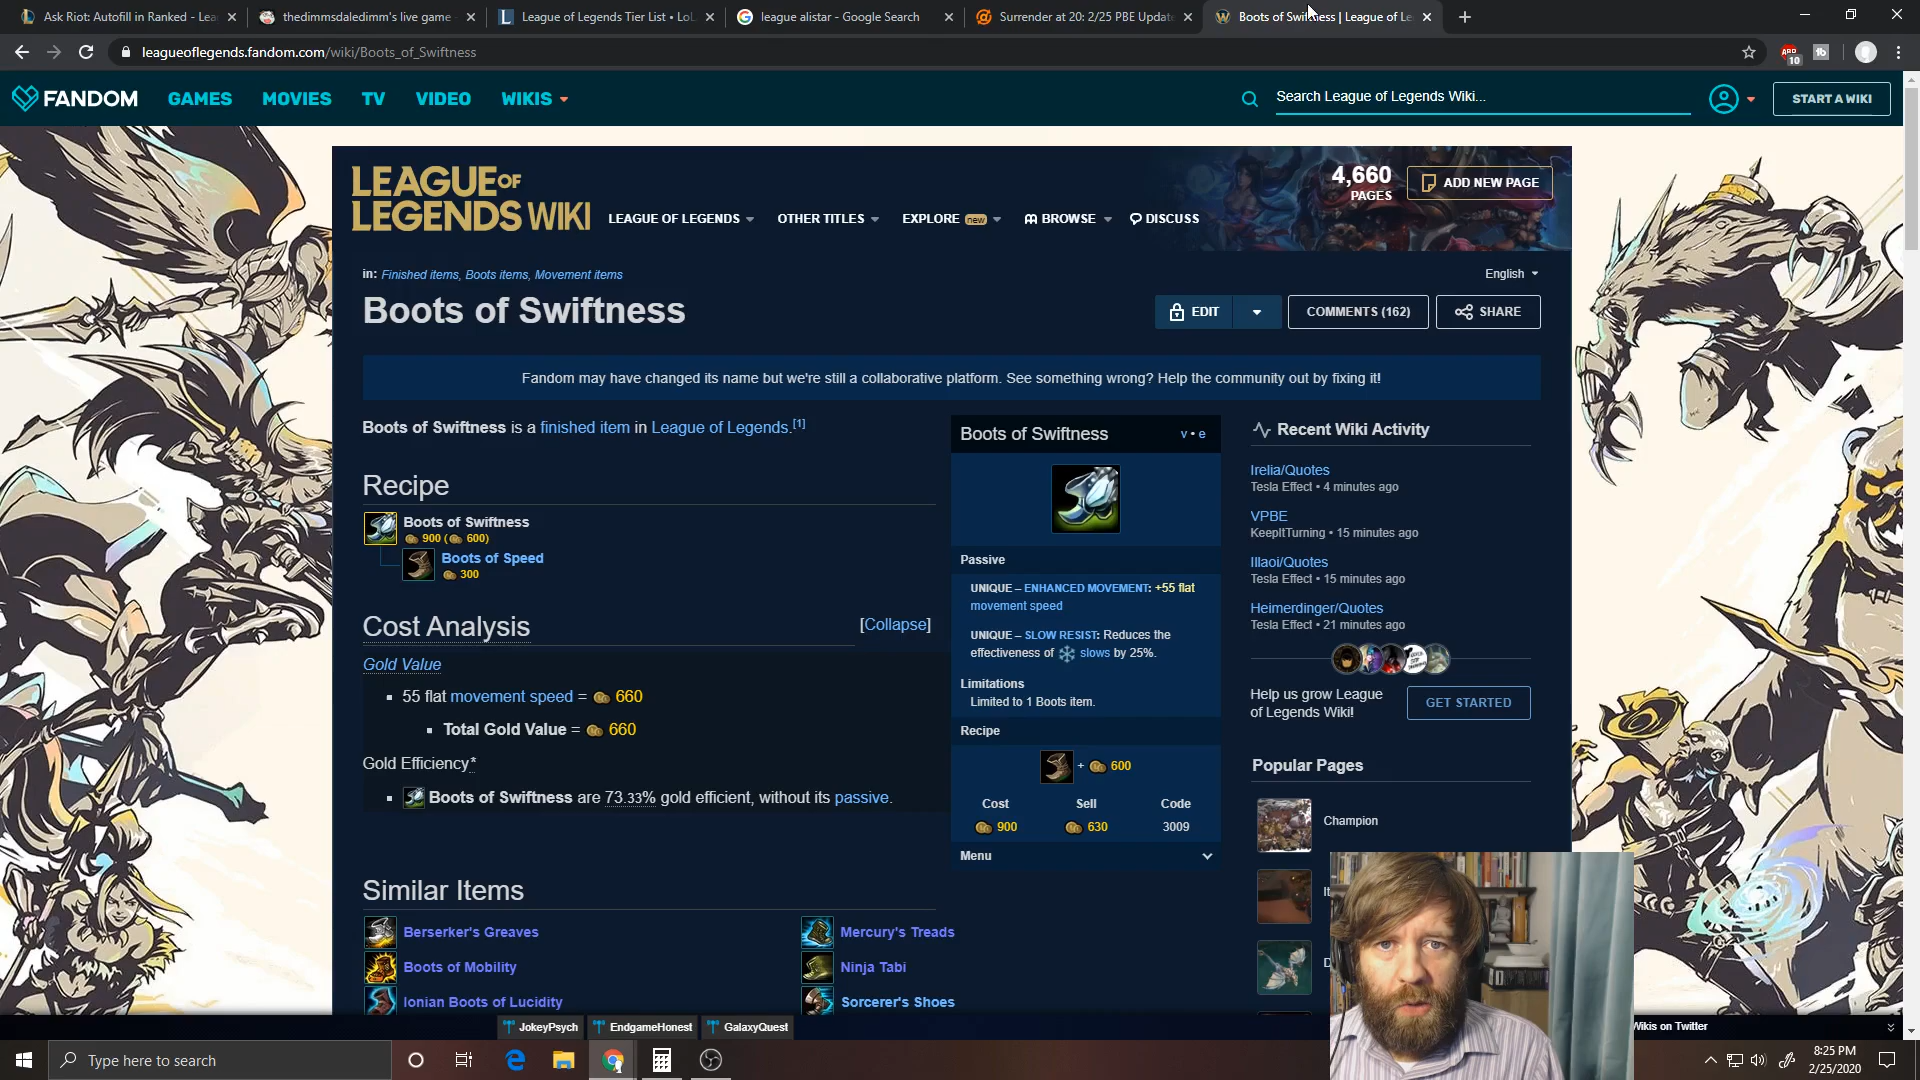 Ask Riot: Autofill in Ranked - Lea
thedimmsdaledimm's live game -
League of Legends Tier List • LoL
league alistar - Google Search
Surrender at 20: 2/25 PBE Update
Boots of Swiftness | League of Le
leagueoflegends.fandom.com/wiki/Boots_of_Swiftness
ABP
10
FANDOM
GAMES
MOVIES
TV
VIDEO
WIKIS
Search League of Legends Wiki...
START A WIKI
LEAGUE OF
LEGENDS WIKI
4,660
PAGES
ADD NEW PAGE
LEAGUE OF LEGENDS
OTHER TITLES
EXPLORE new
BROWSE
DISCUSS
in: Finished items, Boots items, Movement items
English
Boots of Swiftness
EDIT
COMMENTS (162)
SHARE
Fandom may have changed its name but we're still a collaborative platform. See something wrong? Help the community out by fixing it!
Boots of Swiftness is a finished item in League of Legends.[1]
Recipe
Boots of Swiftness
900 ( 600)
Boots of Speed
300
Cost Analysis
[Collapse]
Gold Value
55 flat movement speed = 660
Total Gold Value = 660
Gold Efficiency*
Boots of Swiftness are 73.33% gold efficient, without its passive.
Similar Items
Berserker's Greaves
Mercury's Treads
Boots of Mobility
Ninja Tabi
Ionian Boots of Lucidity
Sorcerer's Shoes
Boots of Swiftness
v • e
Passive
UNIQUE – ENHANCED MOVEMENT: +55 flat
movement speed
UNIQUE – SLOW RESIST: Reduces the
effectiveness of slows by 25%.
Limitations
Limited to 1 Boots item.
Recipe
+ 600
Cost
Sell
Code
900
630
3009
Menu
Recent Wiki Activity
Irelia/Quotes
Tesla Effect • 4 minutes ago
VPBE
KeepItTurning • 15 minutes ago
Illaoi/Quotes
Tesla Effect • 15 minutes ago
Heimerdinger/Quotes
Tesla Effect • 21 minutes ago
Help us grow League
of Legends Wiki!
GET STARTED
Popular Pages
Champion
It
D
JokeyPsych
EndgameHonest
GalaxyQuest
Wikis on Twitter
Type here to search
8:25 PM
2/25/2020